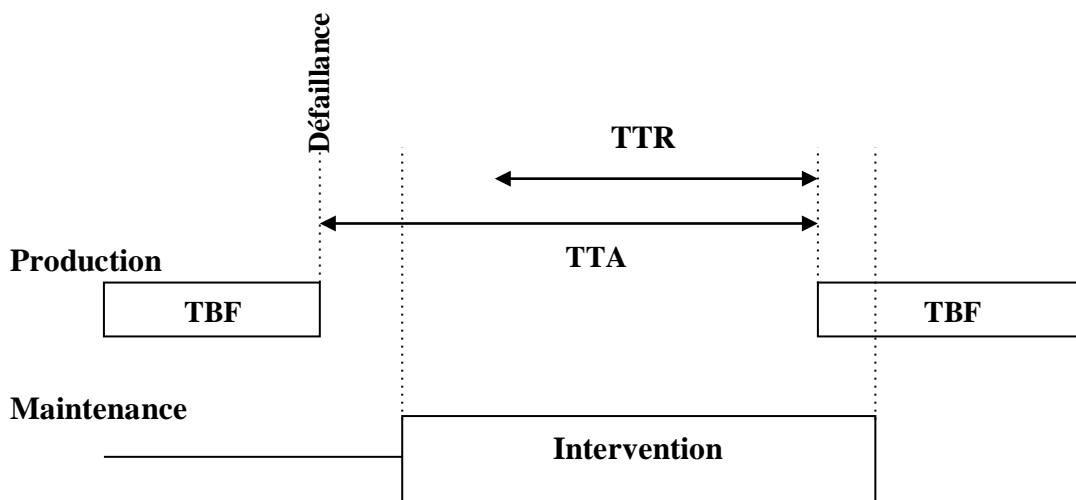 Défaillance
TTR
TTA
Production
TBF
TBF
Maintenance
Intervention